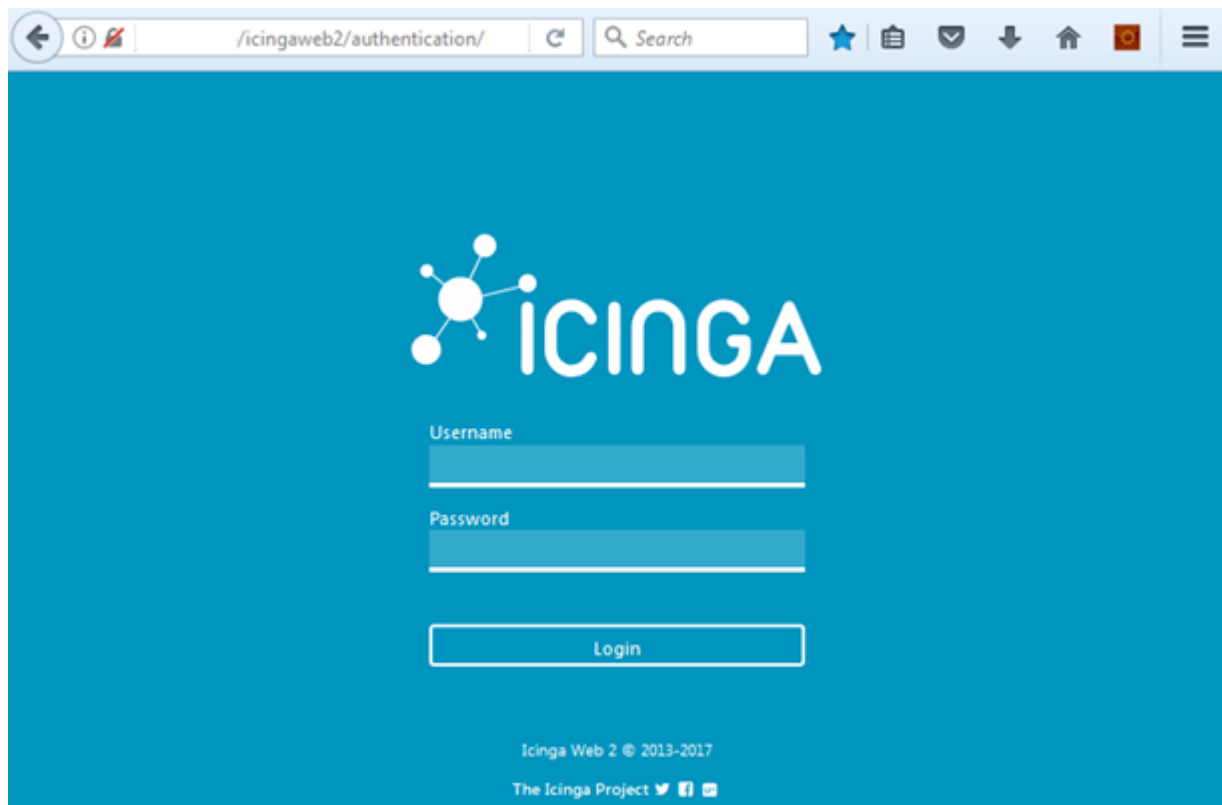 /icingaweb2/authentication/
Search
ICINGA
Username
Password
Login
Icinga Web 2 © 2013-2017
The Icinga Project